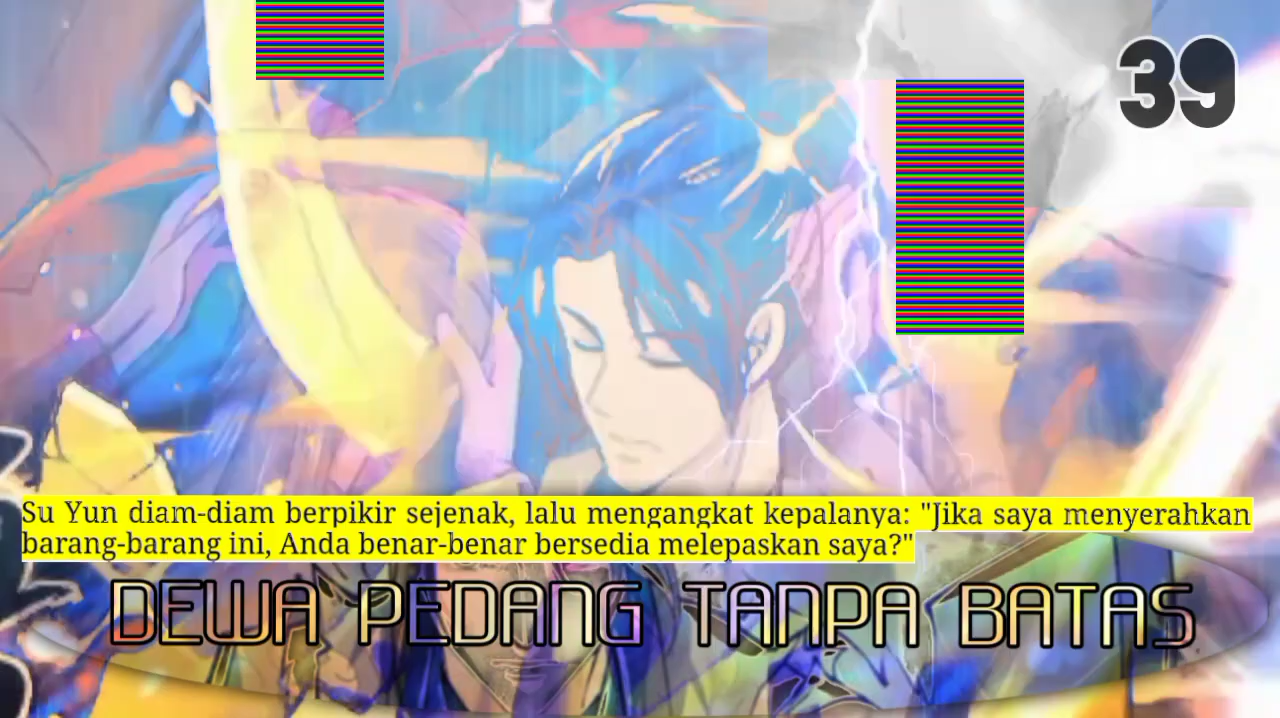 39
Su Yun diam-diam berpikir sejenak, lalu mengangkat kepalanya: "Jika saya menyerahkan
barang-barang ini, Anda benar-benar bersedia melepaskan saya?"
DEWA PEDANG TANPA BATAS